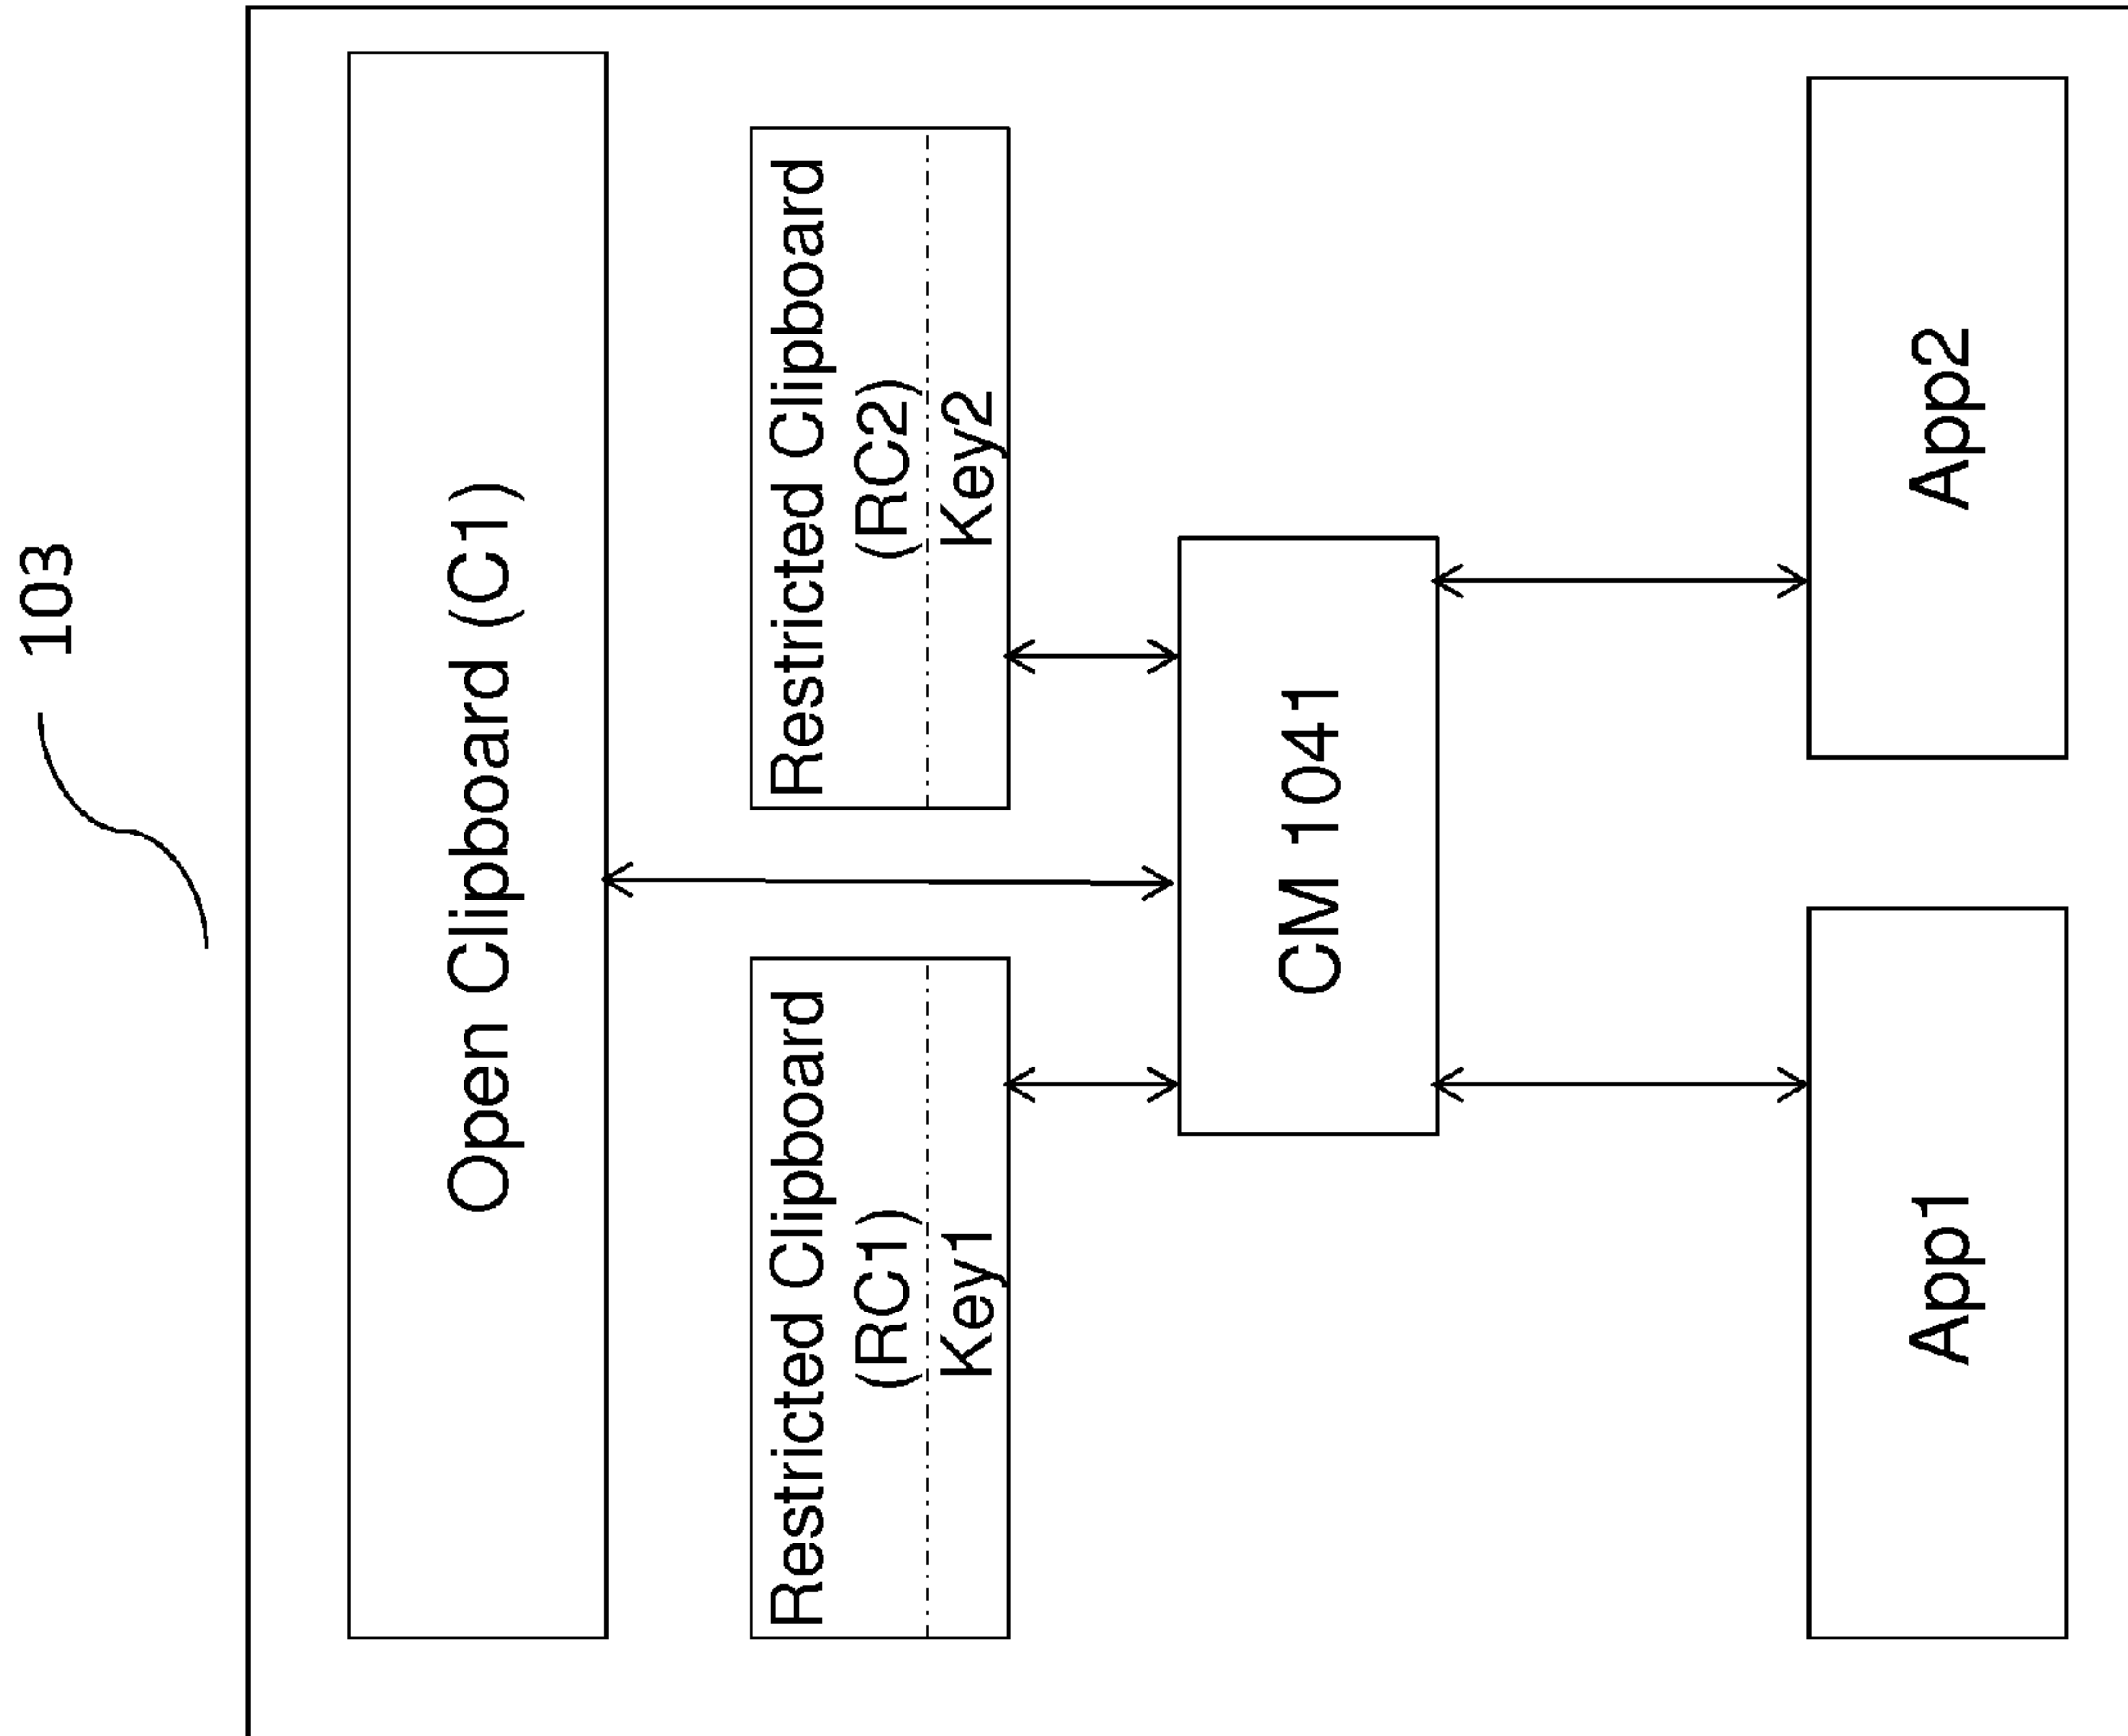 103
Open Clipboard (C1)
Restricted Clipboard
(RC1)
Key1
Restricted Clipboard
(RC2)
Key2
CM 1041
App1
App2